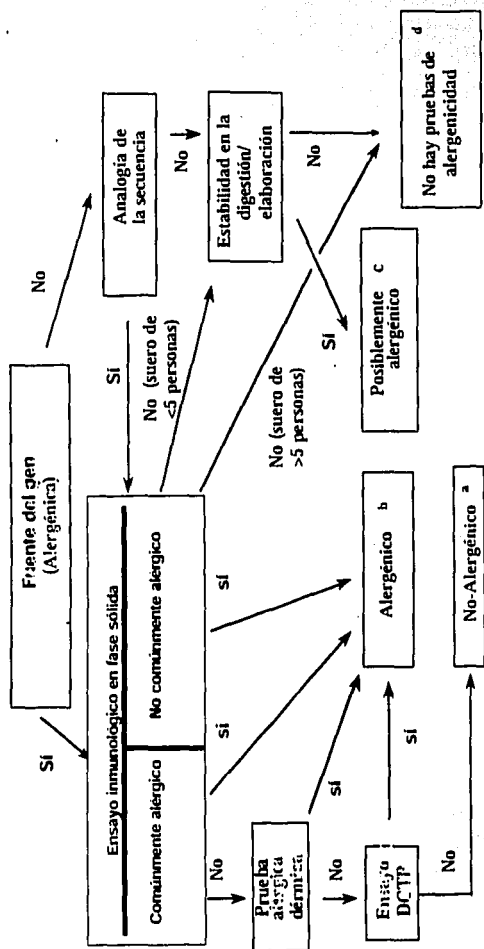 Fuente del gen
(Alergénica)
Sí
No
Ensayo inmunológico en fase sólida
Comúnmente alérgico
No comúnmente alérgico
Sí
Analogía de
la secuencia
No
No (suero de
<5 personas)
Estabilidad en la
digestión/
elaboración
No
Sí
No (suero de
>5 personas)
No
sí
sí
Prueba
alérgica
dérmica
sí
No
Ensayo
DCTP
sí
No
Alergénico b
No-Alergénico a
Posiblemente c
alergénico
d
No hay pruebas de
alergenicidad